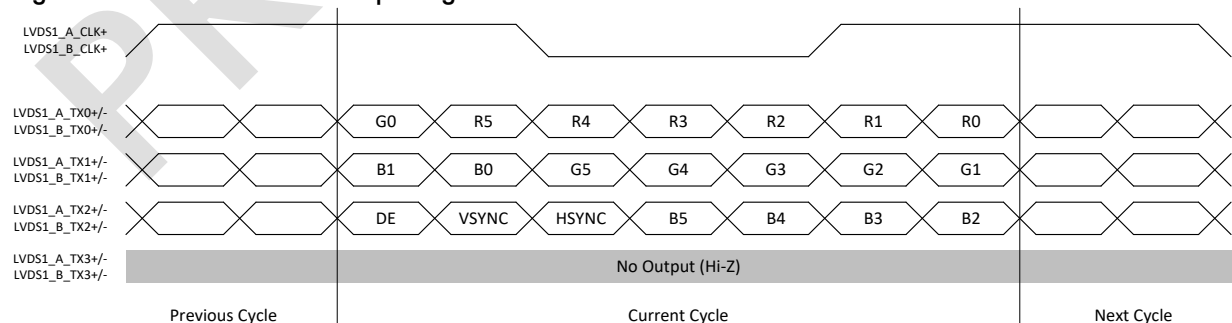 LVDS1_A_CLK+
LVDS1_B_CLK+
LVDS1_A_TX0+/-
LVDS1_B_TX0+/-
G0 R5 R4 R3 R2 R1 R0
LVDS1_A_TX1+/-
LVDS1_B_TX1+/-
B1 B0 G5 G4 G3 G2 G1
LVDS1_A_TX2+/-
LVDS1_B_TX2+/-
DE VSYNC HSYNC B5 B4 B3 B2
LVDS1_A_TX3+/-
LVDS1_B_TX3+/-
No Output (Hi-Z)
Previous Cycle Current Cycle Next Cycle